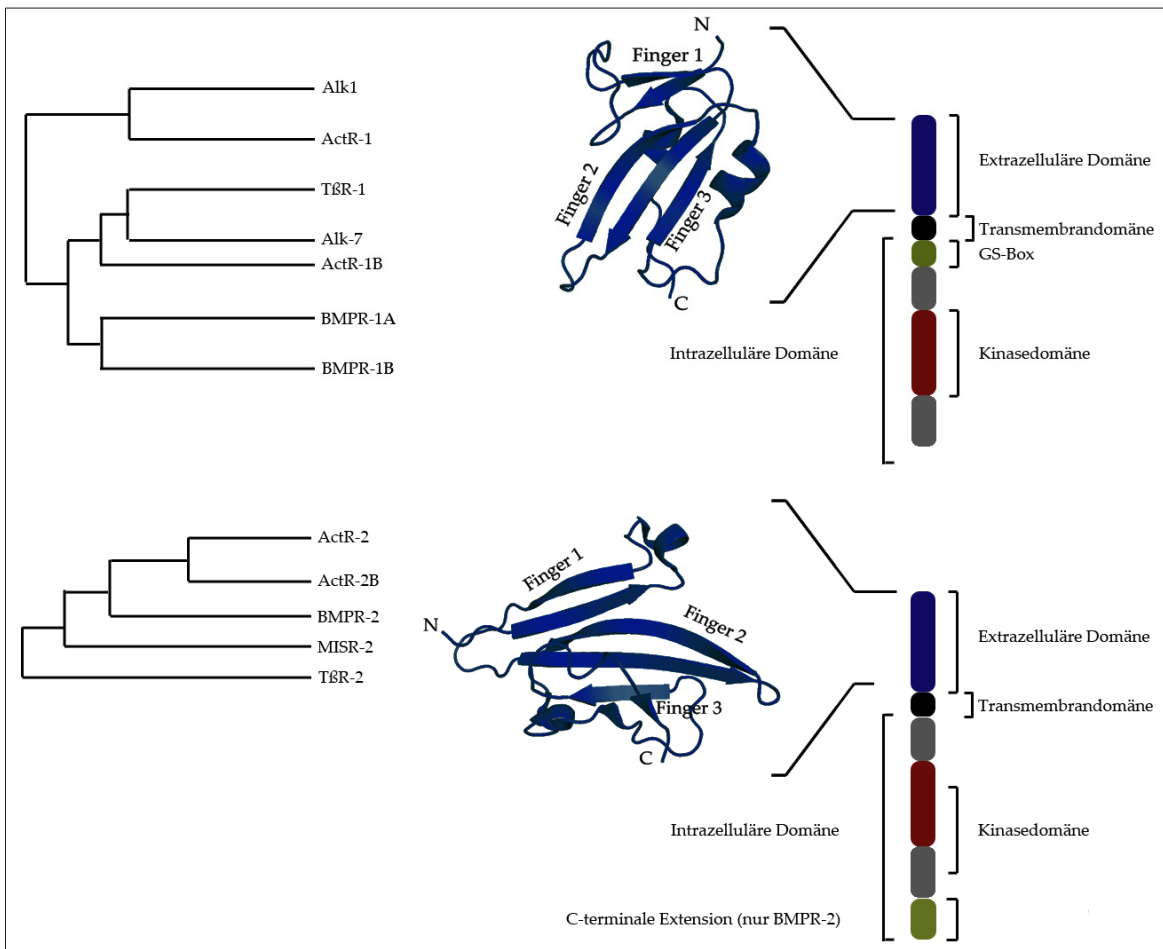 N
Finger 1
Alk1
ActR-1
Extrazelluläre Domäne
TßR-1
Finger 2
Finger 3
Transmembrandomäne
Alk-7
GS-Box
ActR-1B
C
BMPR-1A
Intrazelluläre Domäne
Kinasedomäne
BMPR-1B
ActR-2
Finger 1
ActR-2B
BMPR-2
N
Finger 2
Extrazelluläre Domäne
MISR-2
TßR-2
Finger 3
Transmembrandomäne
C
Intrazelluläre Domäne
Kinasedomäne
C-terminale Extension (nur BMPR-2)